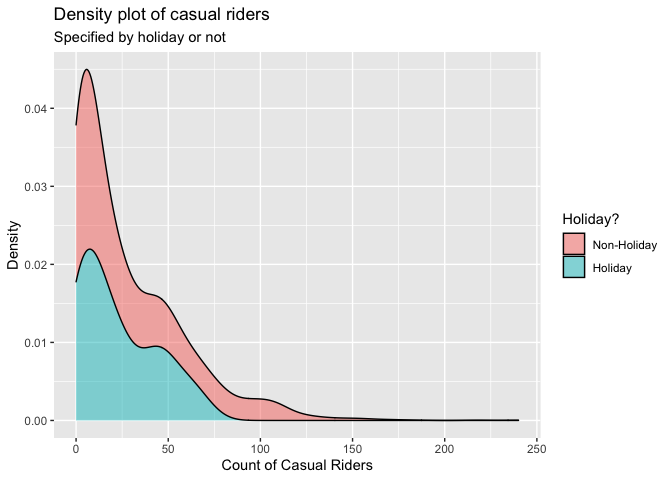 Density plot of casual riders
Specified by holiday or not
0.04
0.03
0.02
0.01
0.00
Density
0 50 100 150 200 250
Count of Casual Riders
Holiday?
Non-Holiday
Holiday